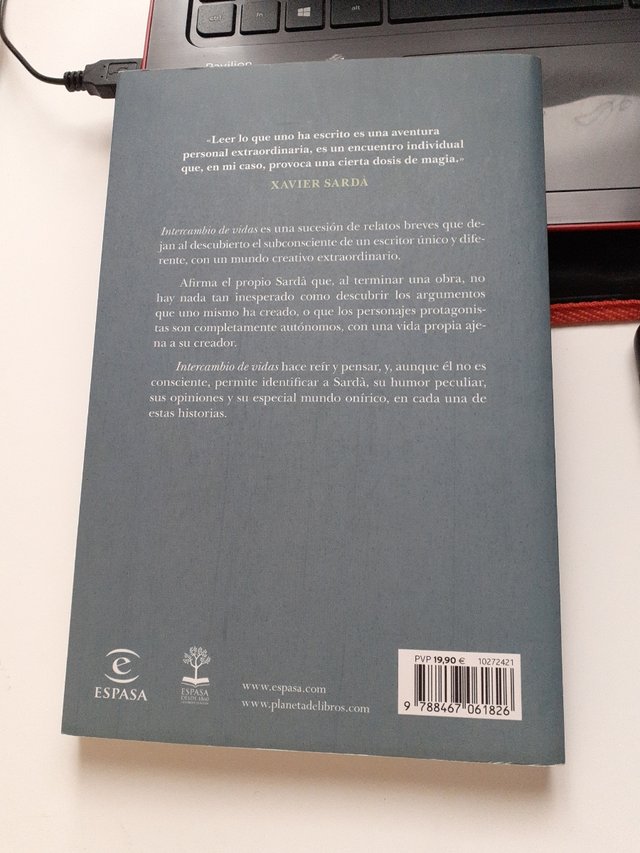 ctrl
fn
alt
Pavilion
«Leer lo que uno ha escrito es una aventura
personal extraordinaria, es un encuentro individual
que, en mi caso, provoca una cierta dosis de magia.»
XAVIER SARDÀ
Intercambio de vidas es una sucesión de relatos breves que de-
jan al descubierto el subconsciente de un escritor único y dife-
rente, con un mundo creativo extraordinario.
Afirma el propio Sardà que, al terminar una obra, no
hay nada tan inesperado como descubrir los argumentos
que uno mismo ha creado, o que los personajes protagonis-
tas son completamente autónomos, con una vida propia aje-
na a su creador.
Intercambio de vidas hace reír y pensar, y, aunque él no es
consciente, permite identificar a Sardà, su humor peculiar,
sus opiniones y su especial mundo onírico, en cada una de
estas historias.
ESPASA
ESPASA
DESDE 1860
www.espasa.com
www.planetadelibros.com
PVP 19,90 € 10272421
9 788467 061826